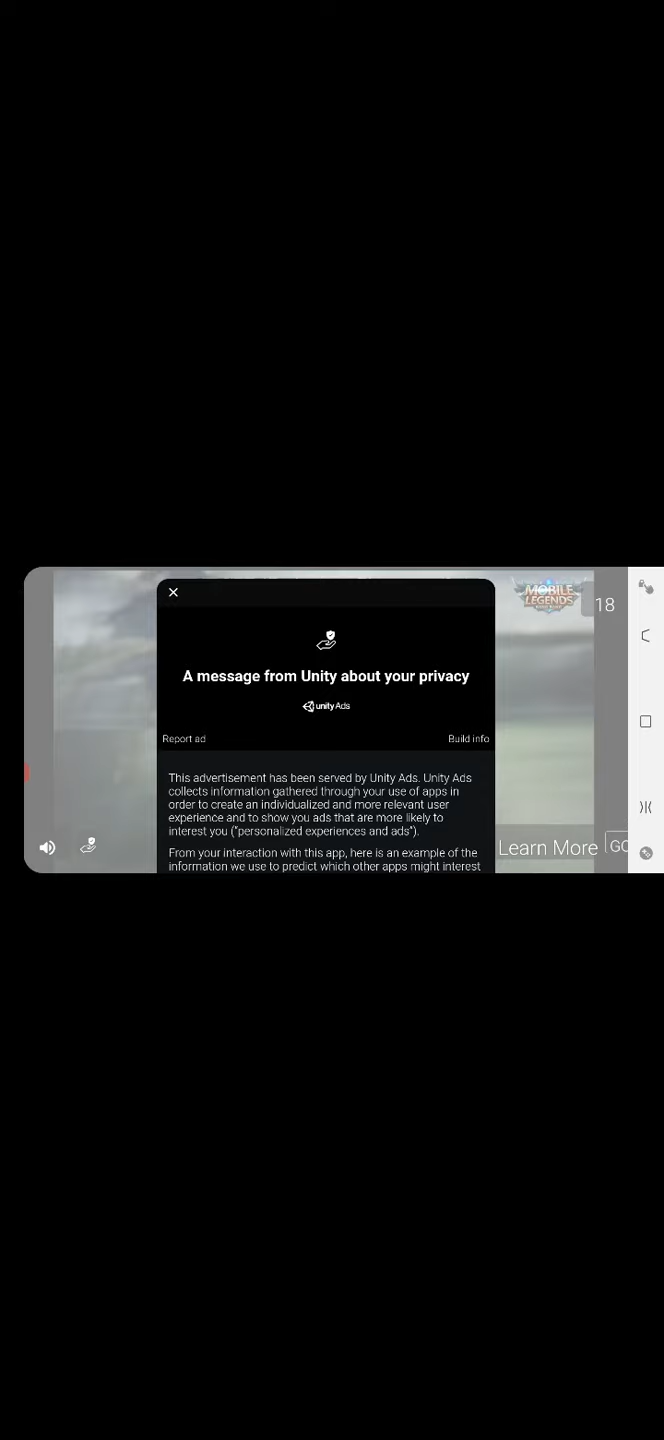 MOBILE
LEGENDS
18
A message from Unity about your privacy
unity Ads
Report ad
Build info
This advertisement has been served by Unity Ads. Unity Ads
collects information gathered through your use of apps in
order to create an individualized and more relevant user
experience and to show you ads that are more likely to
interest you ("personalized experiences and ads").
From your interaction with this app, here is an example of the
information we use to predict which other apps might interest
Learn More
GO